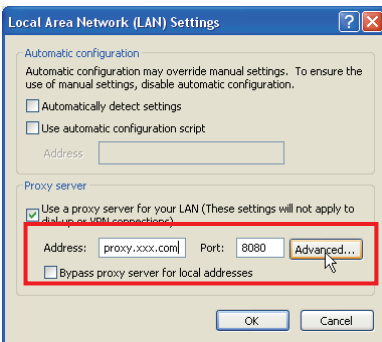 Local Area Network (LAN) Settings
Automatic configuration
Automatic configuration may override manual settings. To ensure the
use of manual settings, disable automatic configuration.
Automatically detect settings
Use automatic configuration script
Address
Proxy server
Use a proxy server for your LAN (These settings will not apply to
dial-up or VPN connections)
Address: proxy.xxx.com Port: 8080 Advanced...
Bypass proxy server for local addresses
OK Cancel